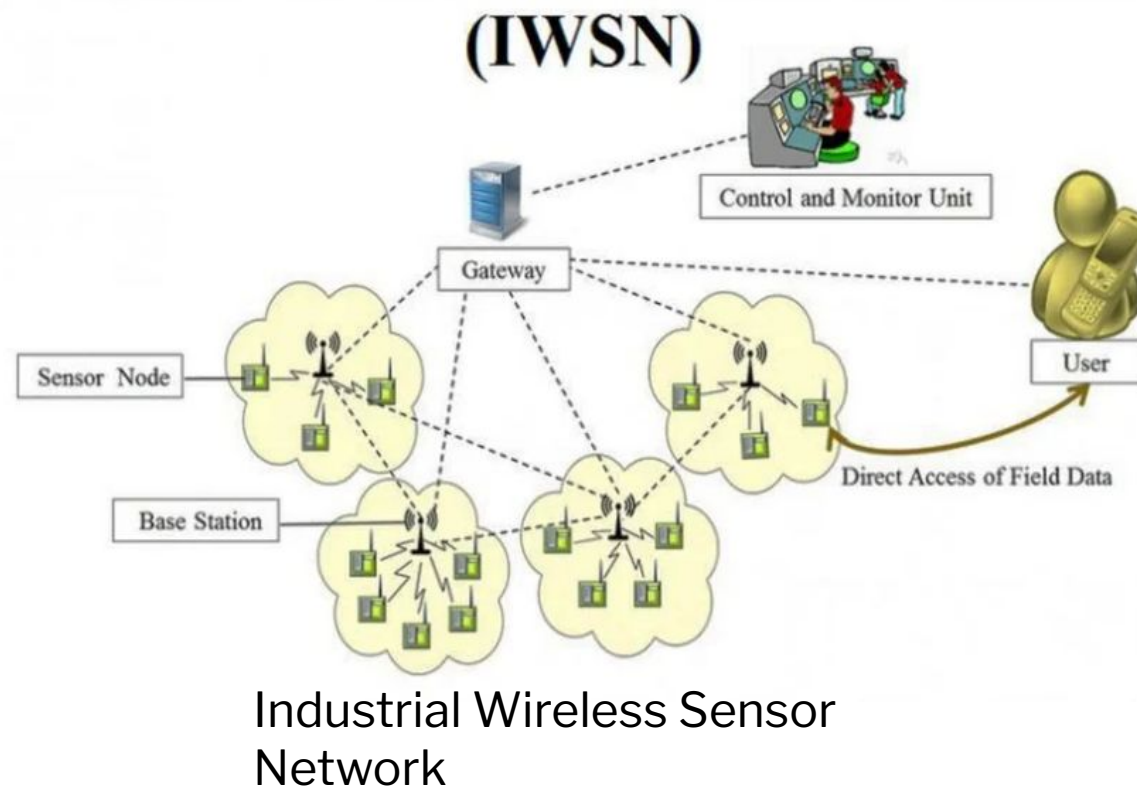 (IWSN)
Control and Monitor Unit
Gateway
Sensor Node
User
Direct Access of Field Data
Base Station
Industrial Wireless Sensor
Network